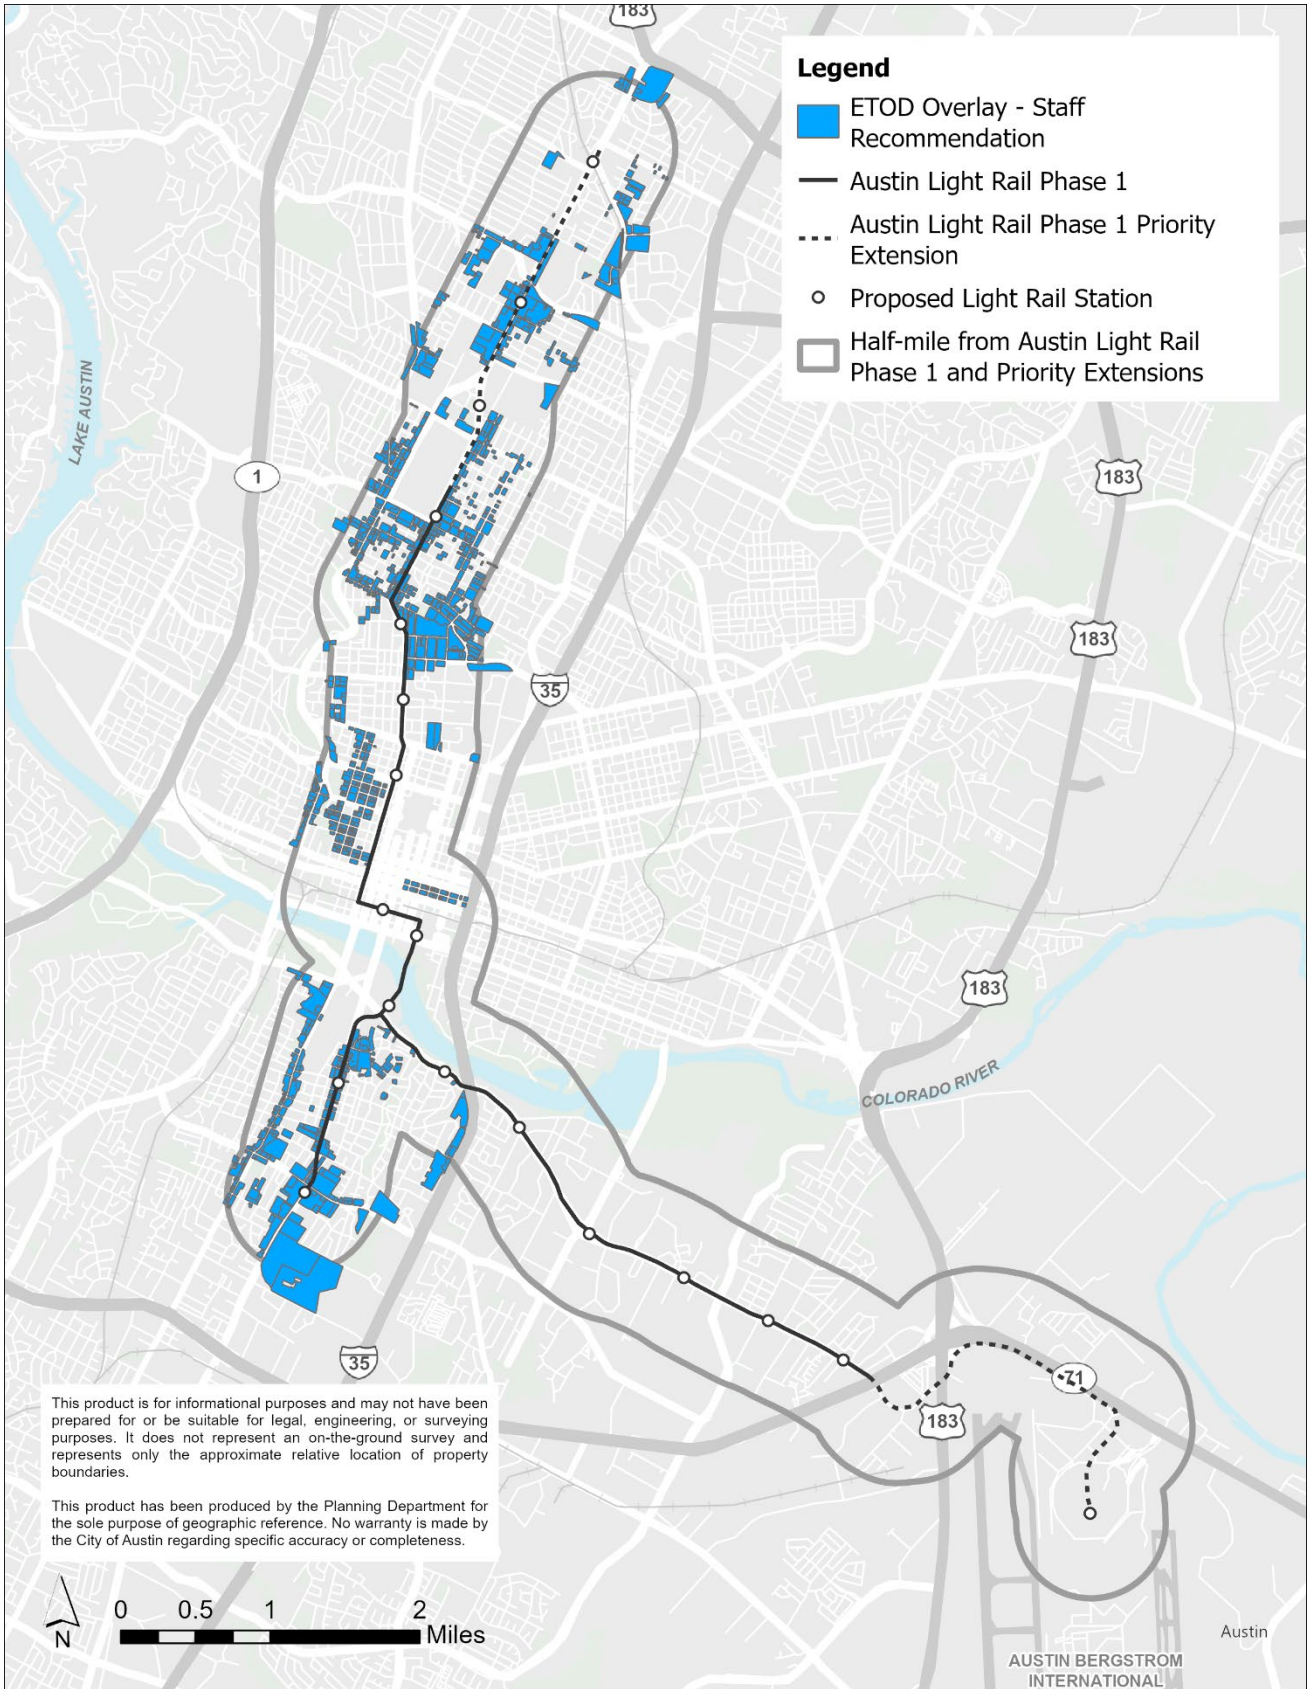 183
Legend
ETOD Overlay - Staff
Recommendation
Austin Light Rail Phase 1
Austin Light Rail Phase 1 Priority
Extension
Proposed Light Rail Station
Half-mile from Austin Light Rail
Phase 1 and Priority Extensions
LAKE AUSTIN
1
183
183
35
183
COLORADO RIVER
35
71
183
This product is for informational purposes and may not have been
prepared for or be suitable for legal, engineering, or surveying
purposes. It does not represent an on-the-ground survey and
represents only the approximate relative location of property
boundaries.
This product has been produced by the Planning Department for
the sole purpose of geographic reference. No warranty is made by
the City of Austin regarding specific accuracy or completeness.
N
0 0.5 1 2
Miles
Austin
AUSTIN BERGSTROM
INTERNATIONAL